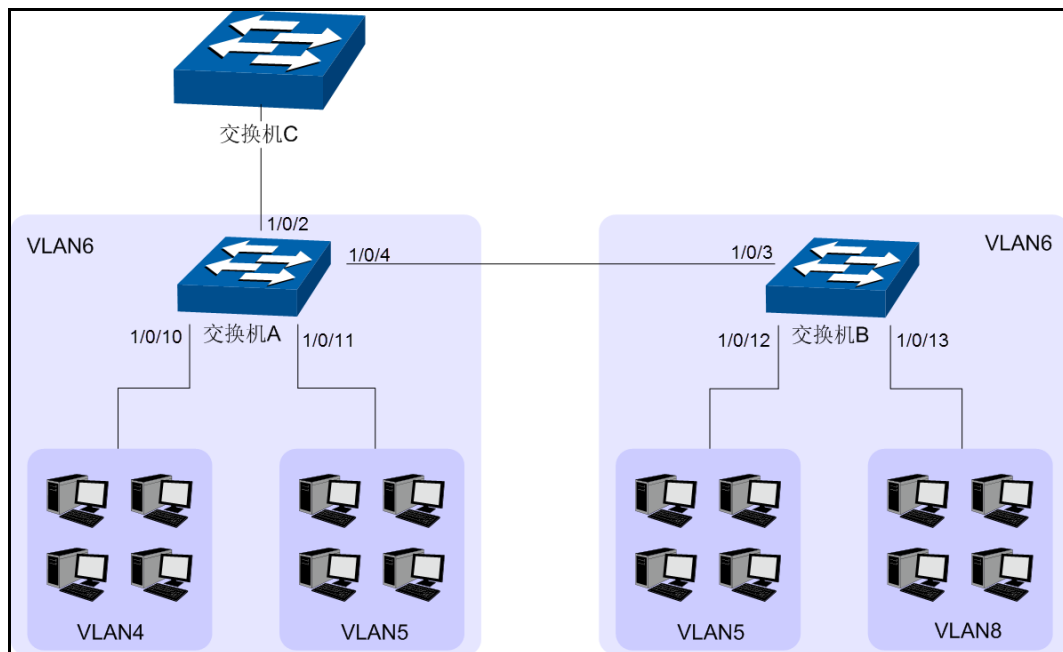 交换机C
1/0/2
VLAN6
VLAN6
1/0/4
1/0/3
交换机A
交换机B
1/0/10
1/0/11
1/0/12
1/0/13
VLAN4
VLAN5
VLAN5
VLAN8